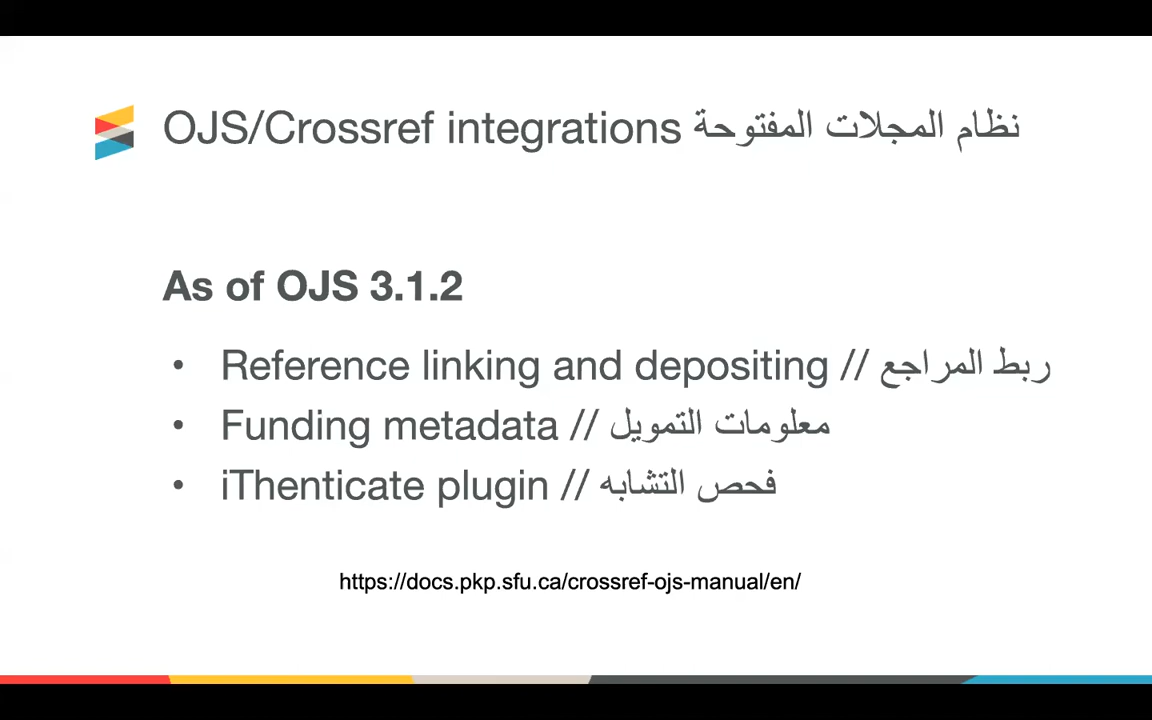 OJS/Crossref integrations نظام المجلات المفتوحة
As of OJS 3.1.2
• Reference linking and depositing // ربط المراجع
• Funding metadata // معلومات التمويل
• iThenticate plugin // فحص التشابه
https://docs.pkp.sfu.ca/crossref-ojs-manual/en/